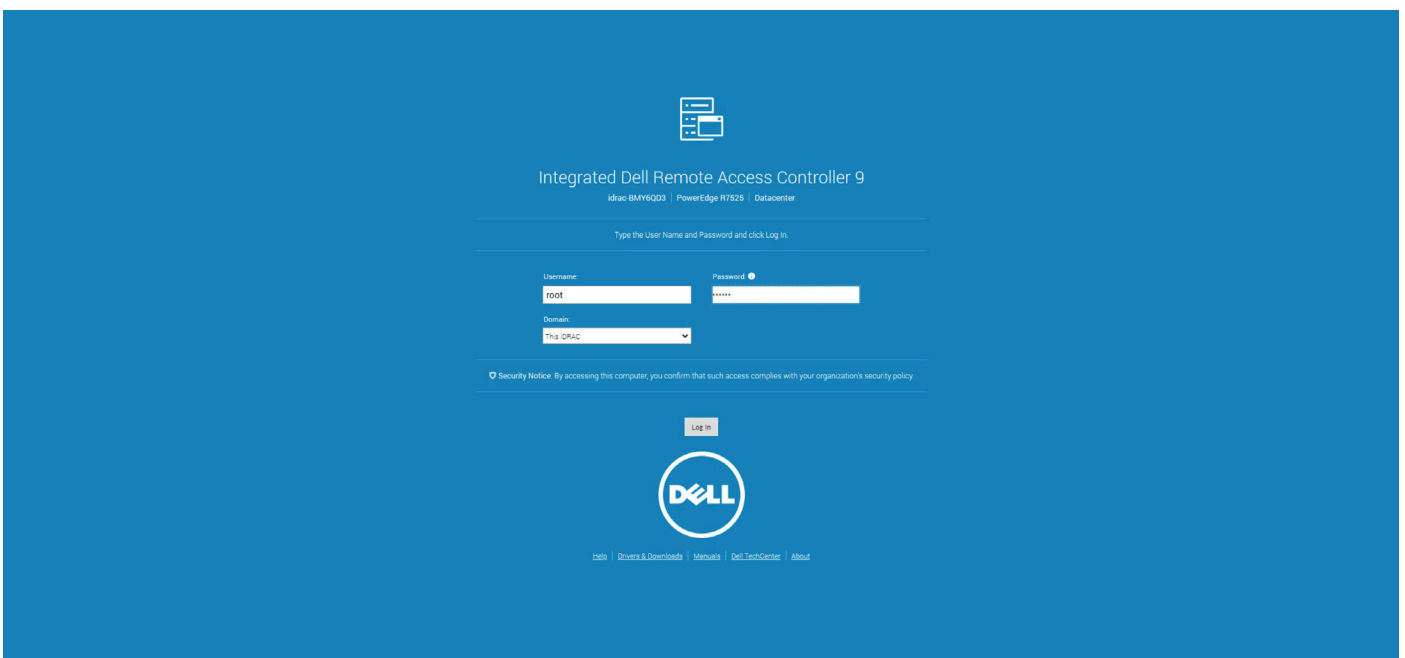 Integrated Dell Remote Access Controller 9
idrac-BMY6QD3 | PowerEdge R7525 | Datacenter
Type the User Name and Password and click Log In.
Username: Password:
root ••••••
Domain:
This iDRAC
Security Notice: By accessing this computer, you confirm that such access complies with your organization's security policy.
Log In
DELL
Help | Drivers & Downloads | Manuals | Dell TechCenter | About